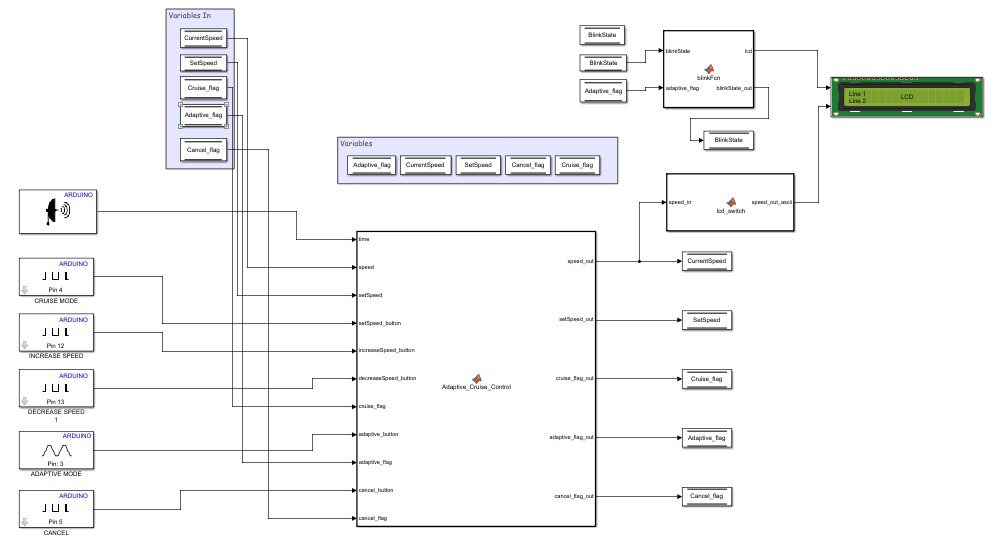 Variables In
CurrentSpeed
SetSpeed
Cruise_flag
Adaptive_flag
Cancel_flag
BlinkState
BlinkState
Adaptive_flag
blinkState
adaptive_flag
blinkFcn
lcd
blinkState_out
BlinkState
Line 1
Line 2
LCD
Variables
Adaptive_flag
CurrentSpeed
SetSpeed
Cancel_flag
Cruise_flag
speed_in
lcd_switch
speed_out_ascii
ARDUINO
ARDUINO
Pin 4
CRUISE MODE
ARDUINO
Pin 12
INCREASE SPEED
ARDUINO
Pin 13
DECREASE SPEED
1
ARDUINO
Pin: 3
ADAPTIVE MODE
ARDUINO
Pin 5
CANCEL
time
speed
setSpeed
setSpeed_button
increaseSpeed_button
decreaseSpeed_button
cruise_flag
adaptive_button
adaptive_flag
cancel_button
cancel_flag
Adaptive_Cruise_Control
speed_out
setSpeed_out
cruise_flag_out
adaptive_flag_out
cancel_flag_out
CurrentSpeed
SetSpeed
Cruise_flag
Adaptive_flag
Cancel_flag